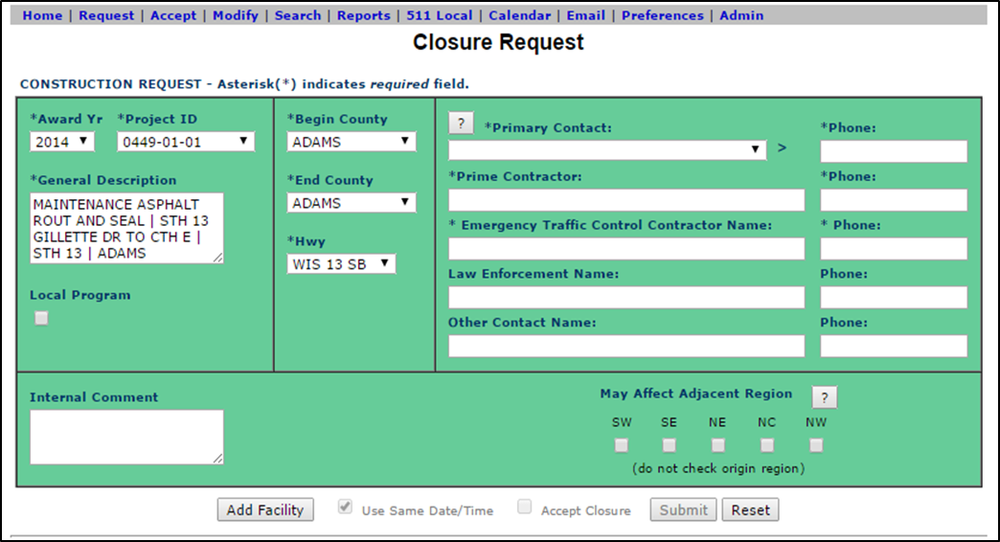 Home | Request | Accept | Modify | Search | Reports | 511 Local | Calendar | Email | Preferences | Admin
Closure Request
CONSTRUCTION REQUEST - Asterisk(*) indicates required field.
*Award Yr *Project ID
2014 0449-01-01
*General Description
MAINTENANCE ASPHALT
ROUT AND SEAL | STH 13
GILLETTE DR TO CTH E |
STH 13 | ADAMS
Local Program
*Begin County
ADAMS
*End County
ADAMS
*Hwy
WIS 13 SB
? *Primary Contact: *Phone:
>
*Prime Contractor: *Phone:
* Emergency Traffic Control Contractor Name: * Phone:
Law Enforcement Name: Phone:
Other Contact Name: Phone:
Internal Comment
May Affect Adjacent Region ?
SW SE NE NC NW
(do not check origin region)
Add Facility Use Same Date/Time Accept Closure Submit Reset